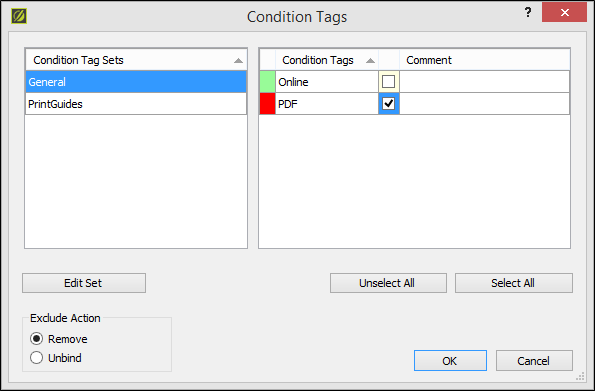 Condition Tags
?
Condition Tag Sets
General
PrintGuides
Condition Tags Comment
Online
PDF
Edit Set Unselect All Select All
Exclude Action
Remove
Unbind
OK Cancel